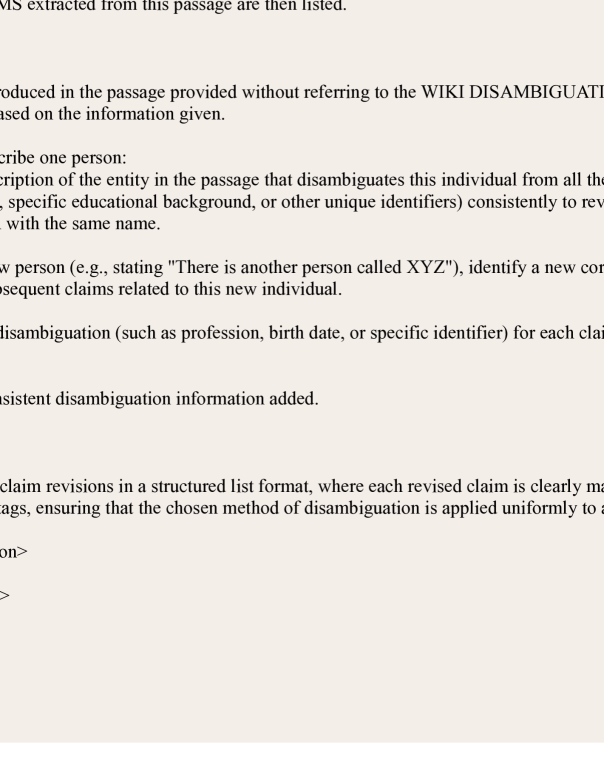 MS extracted from this passage are then listed.
roduced in the passage provided without referring to the WIKI DISAMBIGUATI
ased on the information given.
cribe one person:
cription of the entity in the passage that disambiguates this individual from all the
, specific educational background, or other unique identifiers) consistently to rev
with the same name.
w person (e.g., stating "There is another person called XYZ"), identify a new cor
bsequent claims related to this new individual.
disambiguation (such as profession, birth date, or specific identifier) for each clai
nsistent disambiguation information added.
claim revisions in a structured list format, where each revised claim is clearly ma
tags, ensuring that the chosen method of disambiguation is applied uniformly to a
on>
>